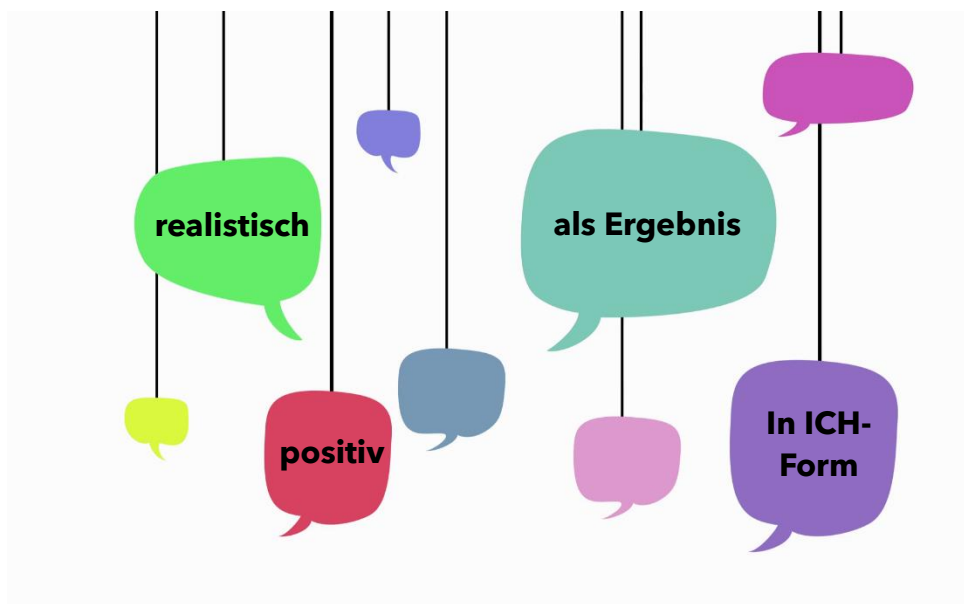 realistisch
als Ergebnis
positiv
In ICH-
Form